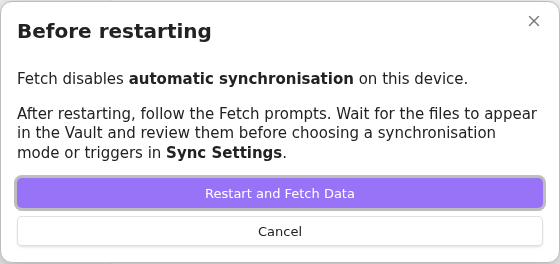 Before restarting
Fetch disables automatic synchronisation on this device.
After restarting, follow the Fetch prompts. Wait for the files to appear
in the Vault and review them before choosing a synchronisation
mode or triggers in Sync Settings.
Restart and Fetch Data
Cancel